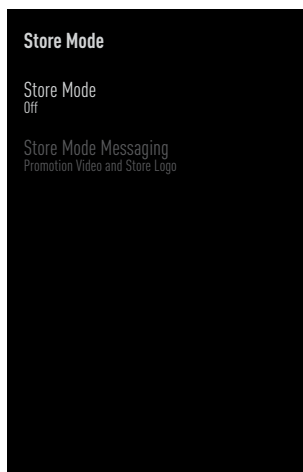 Store Mode
Store Mode
Off
Store Mode Messaging
Promotion Video and Store Logo